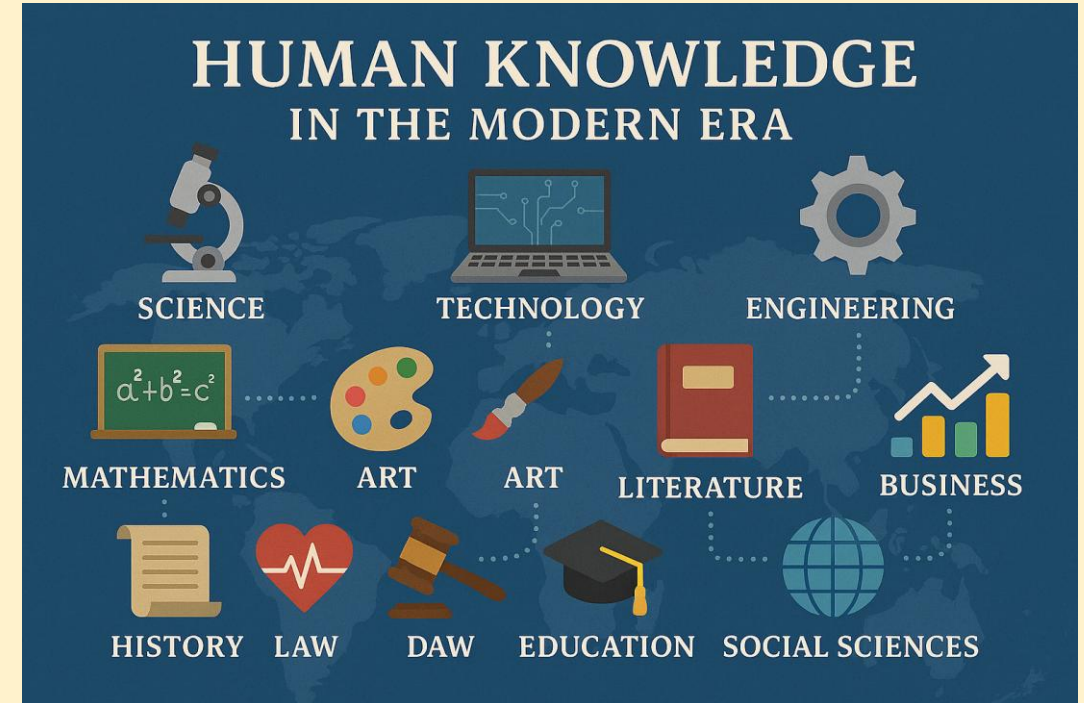 HUMAN KNOWLEDGE
IN THE MODERN ERA
SCIENCE
TECHNOLOGY
ENGINEERING
a²+b²=c²
MATHEMATICS
ART
ART
LITERATURE
BUSINESS
HISTORY
LAW
DAW
EDUCATION
SOCIAL SCIENCES